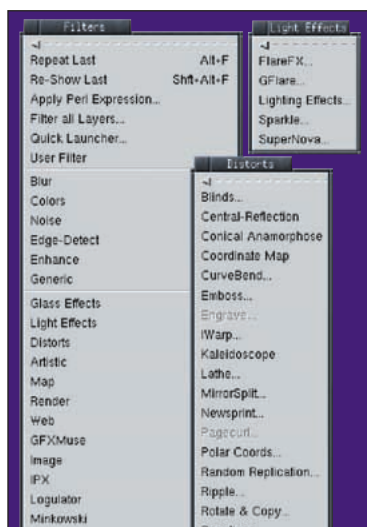 Filters
Repeat Last Alt+F
Re-Show Last Shft+Alt+F
Apply Perl Expression...
Filter all Layers...
Quick Launcher...
User Filter
Blur
Colors
Noise
Edge-Detect
Enhance
Generic
Glass Effects
Light Effects
Distorts
Artistic
Map
Render
Web
GFXMuse
Image
IPX
Logulator
Minkowski
Light Effects
FlareFX...
GFlare...
Lighting Effects...
Sparkle...
SuperNova...
Distorts
Blinds...
Central-Reflection
Conical Anamorphose
Coordinate Map
CurveBend...
Emboss...
Engrave...
IWarp...
Kaleidoscope
Lathe...
MirrorSplit...
Newsprint...
Pagecurl...
Polar Coords...
Random Replication...
Ripple...
Rotate & Copy...